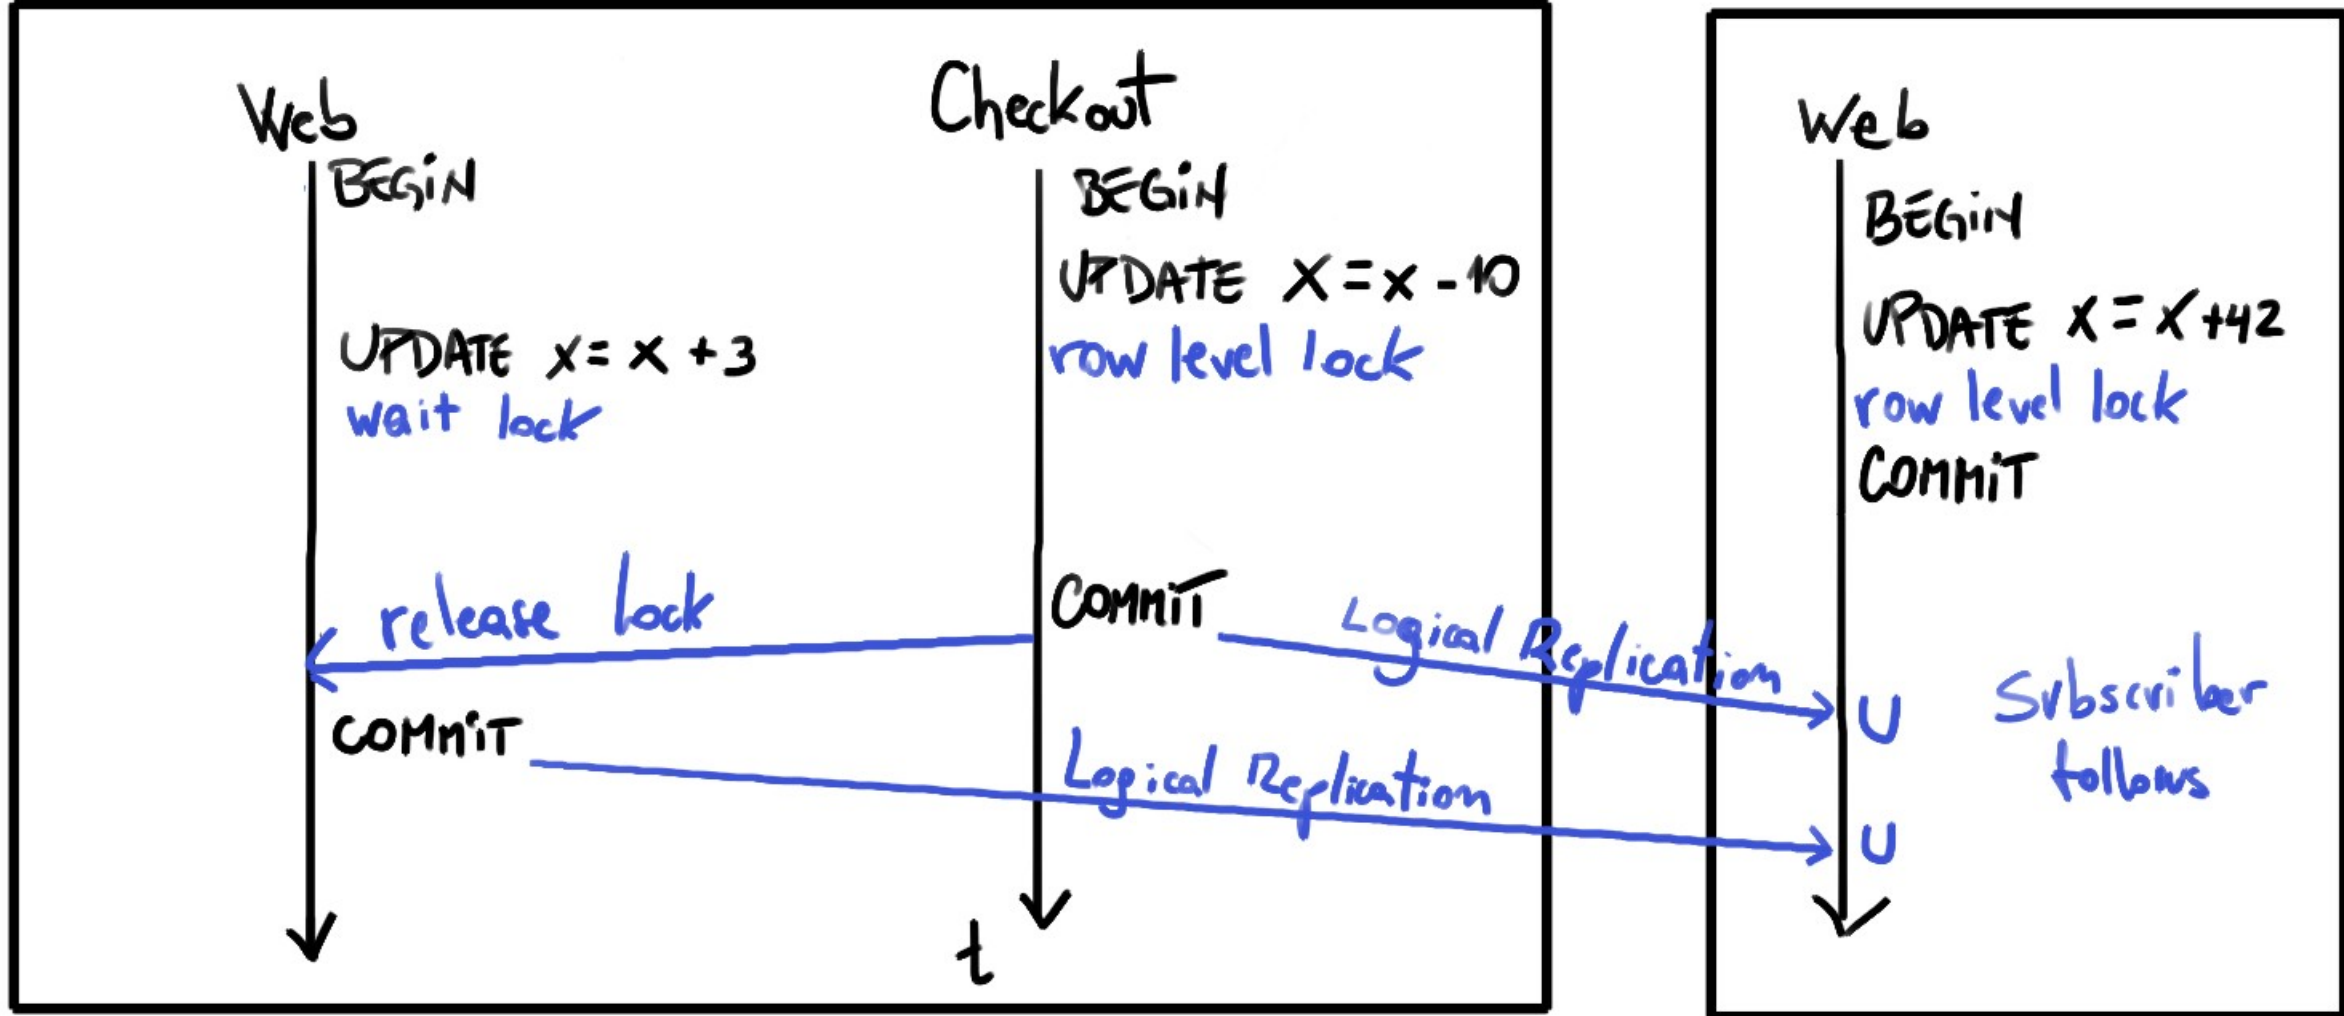 Web
BEGIN
UPDATE x = x + 3
wait lock
release lock
COMMIT
Checkout
BEGIN
UPDATE X = x - 10
row level lock
COMMIT
Logical Replication
Logical Replication
t
Web
BEGIN
UPDATE X = X +42
row level lock
COMMIT
U
Subscriber
follows
U